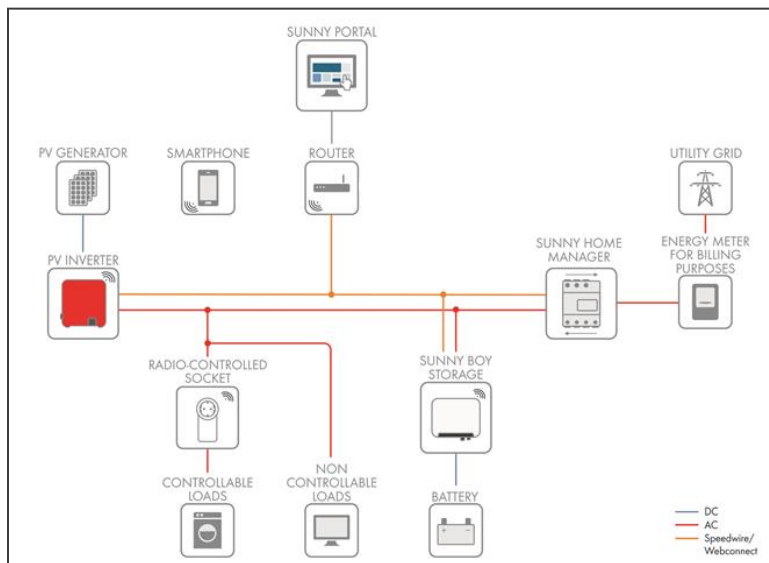 SUNNY PORTAL
PV GENERATOR
SMARTPHONE
ROUTER
UTILITY GRID
PV INVERTER
SUNNY HOME
MANAGER
ENERGY METER
FOR BILLING
PURPOSES
RADIO-CONTROLLED
SOCKET
SUNNY BOY
STORAGE
CONTROLLABLE
LOADS
NON
CONTROLLABLE
LOADS
BATTERY
DC
AC
Speedwire/
Webconnect